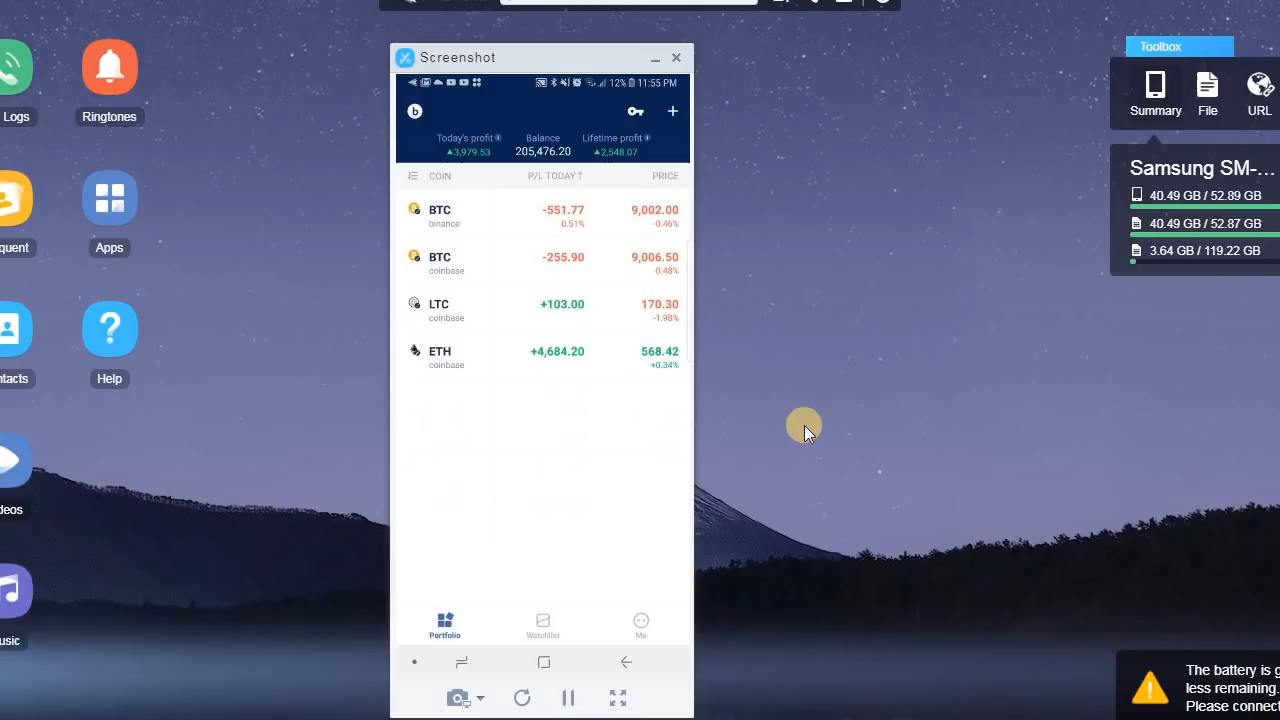 Screenshot
12% 11:55 PM
b
Today's profit Balance Lifetime profit
▲3,979.53 205,476.20 ▲2,548.07
COIN P/L TODAY↑ PRICE
BTC -551.77 9,002.00
binance -0.51% -0.46%
BTC -255.90 9,006.50
coinbase -0.48%
LTC +103.00 170.30
coinbase -1.98%
ETH +4,684.20 568.42
coinbase +0.34%
Portfolio Watchlist Me
Logs
Ringtones
quent
Apps
ntacts
Help
deos
usic
Toolbox
Summary File URL
Samsung SM-...
40.49 GB / 52.89 GB
40.49 GB / 52.87 GB
3.64 GB / 119.22 GB
The battery is g
less remaining.
Please connec